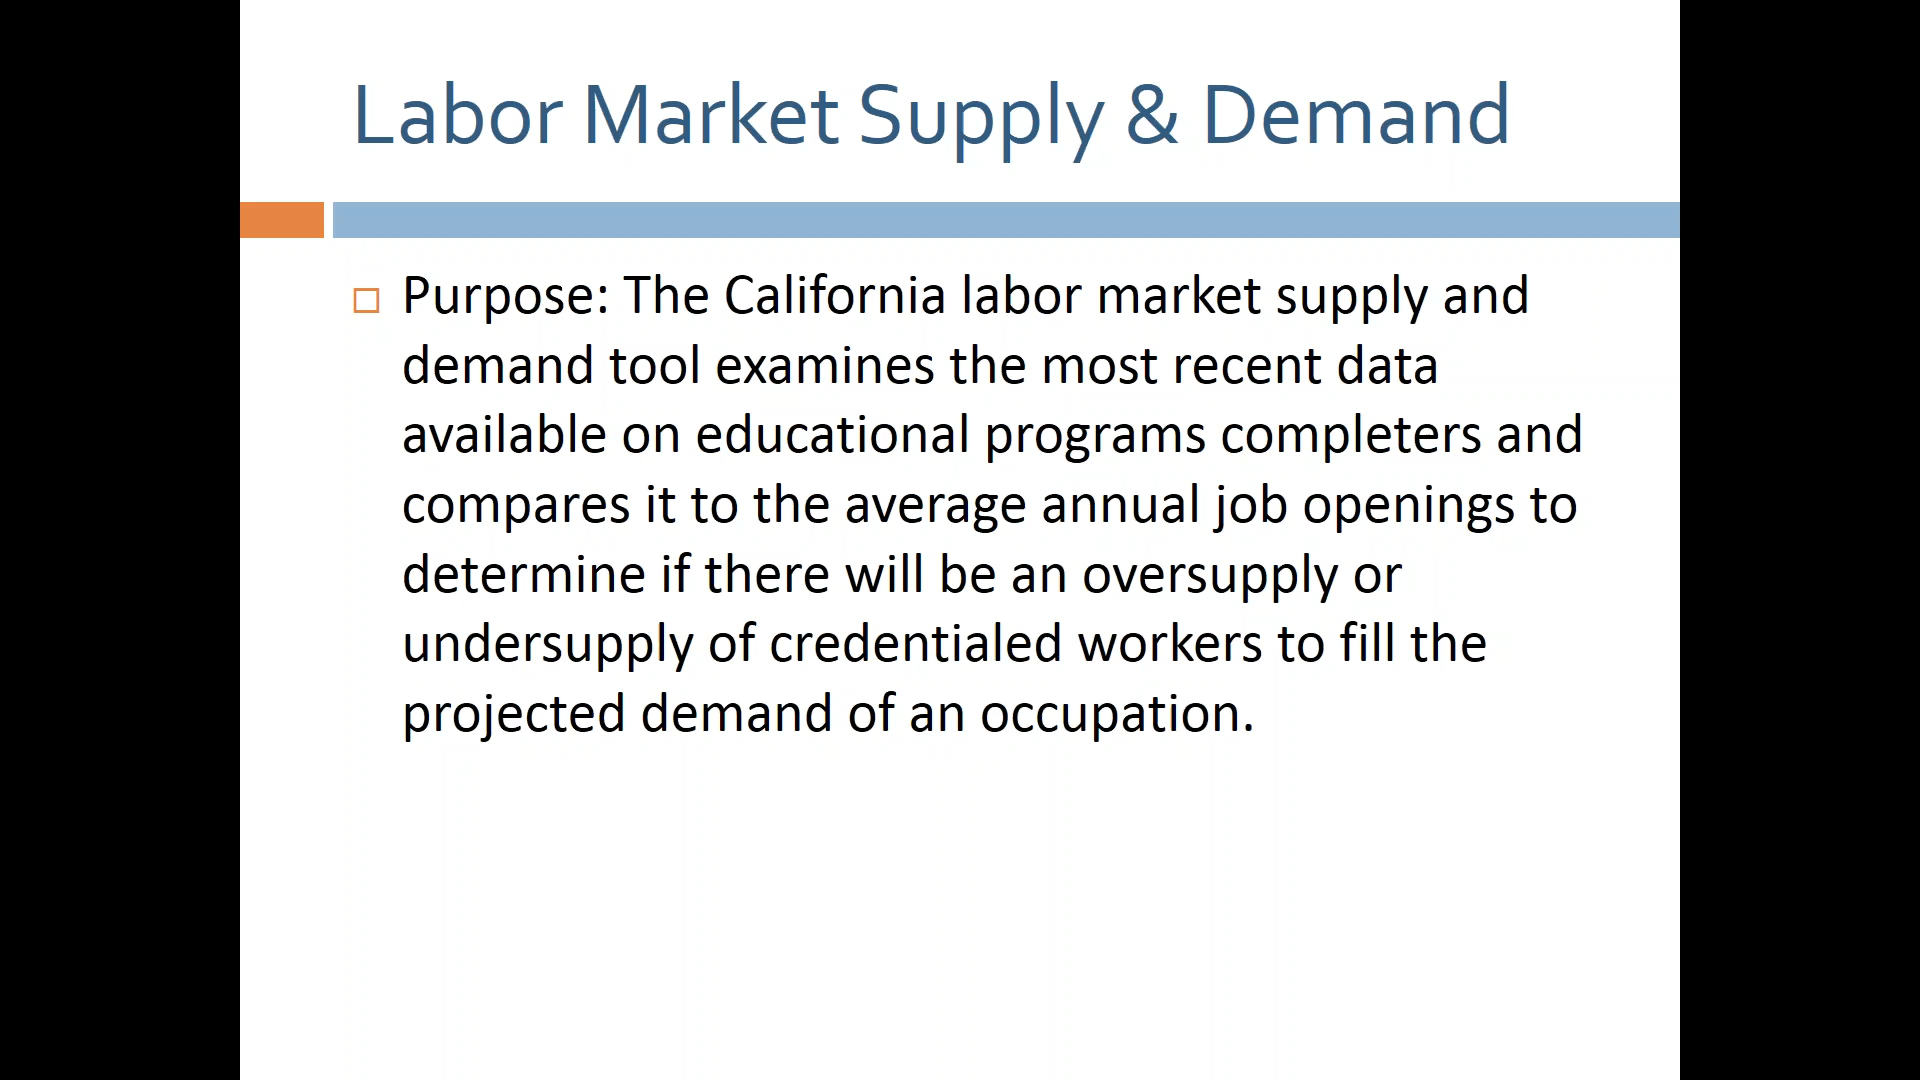 Labor Market Supply & Demand
Purpose: The California labor market supply and
demand tool examines the most recent data
available on educational programs completers and
compares it to the average annual job openings to
determine if there will be an oversupply or
undersupply of credentialed workers to fill the
projected demand of an occupation.